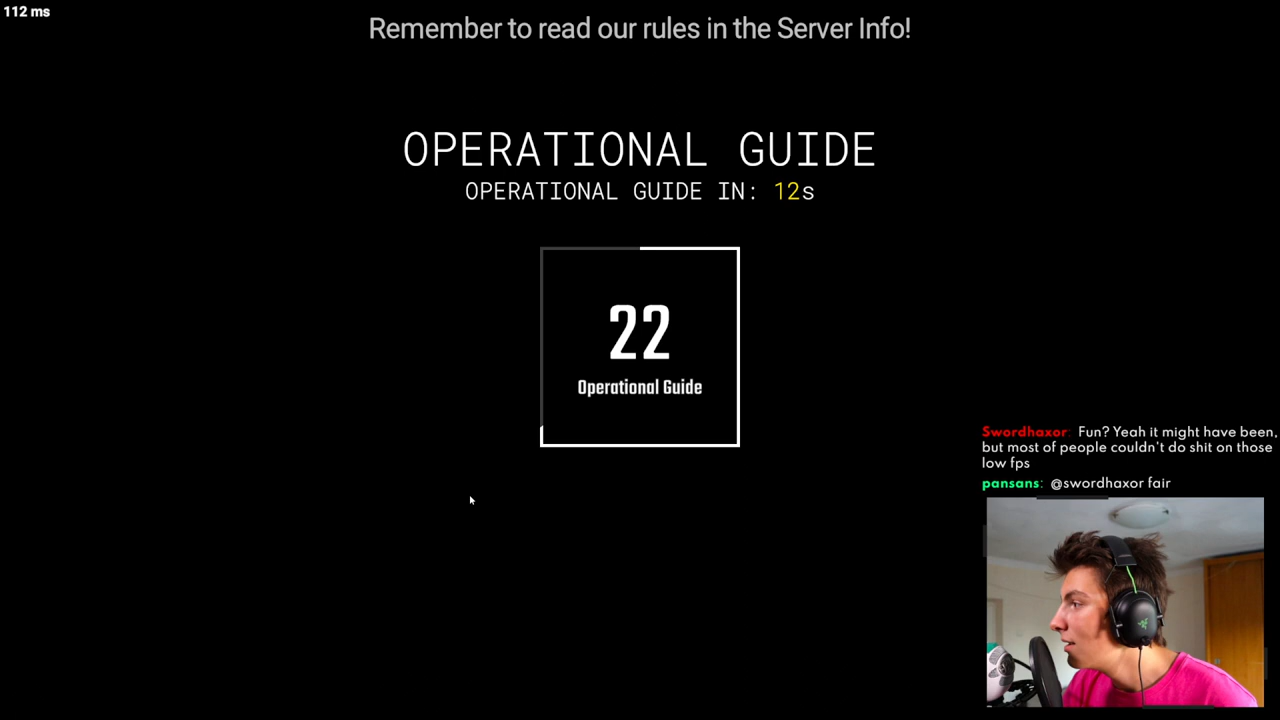 112 ms
Remember to read our rules in the Server Info!
OPERATIONAL GUIDE
OPERATIONAL GUIDE IN: 12s
22
Operational Guide
Swordhaxor: Fun? Yeah it might have been,
but most of people couldn't do shit on those
low fps
pansans: @swordhaxor fair